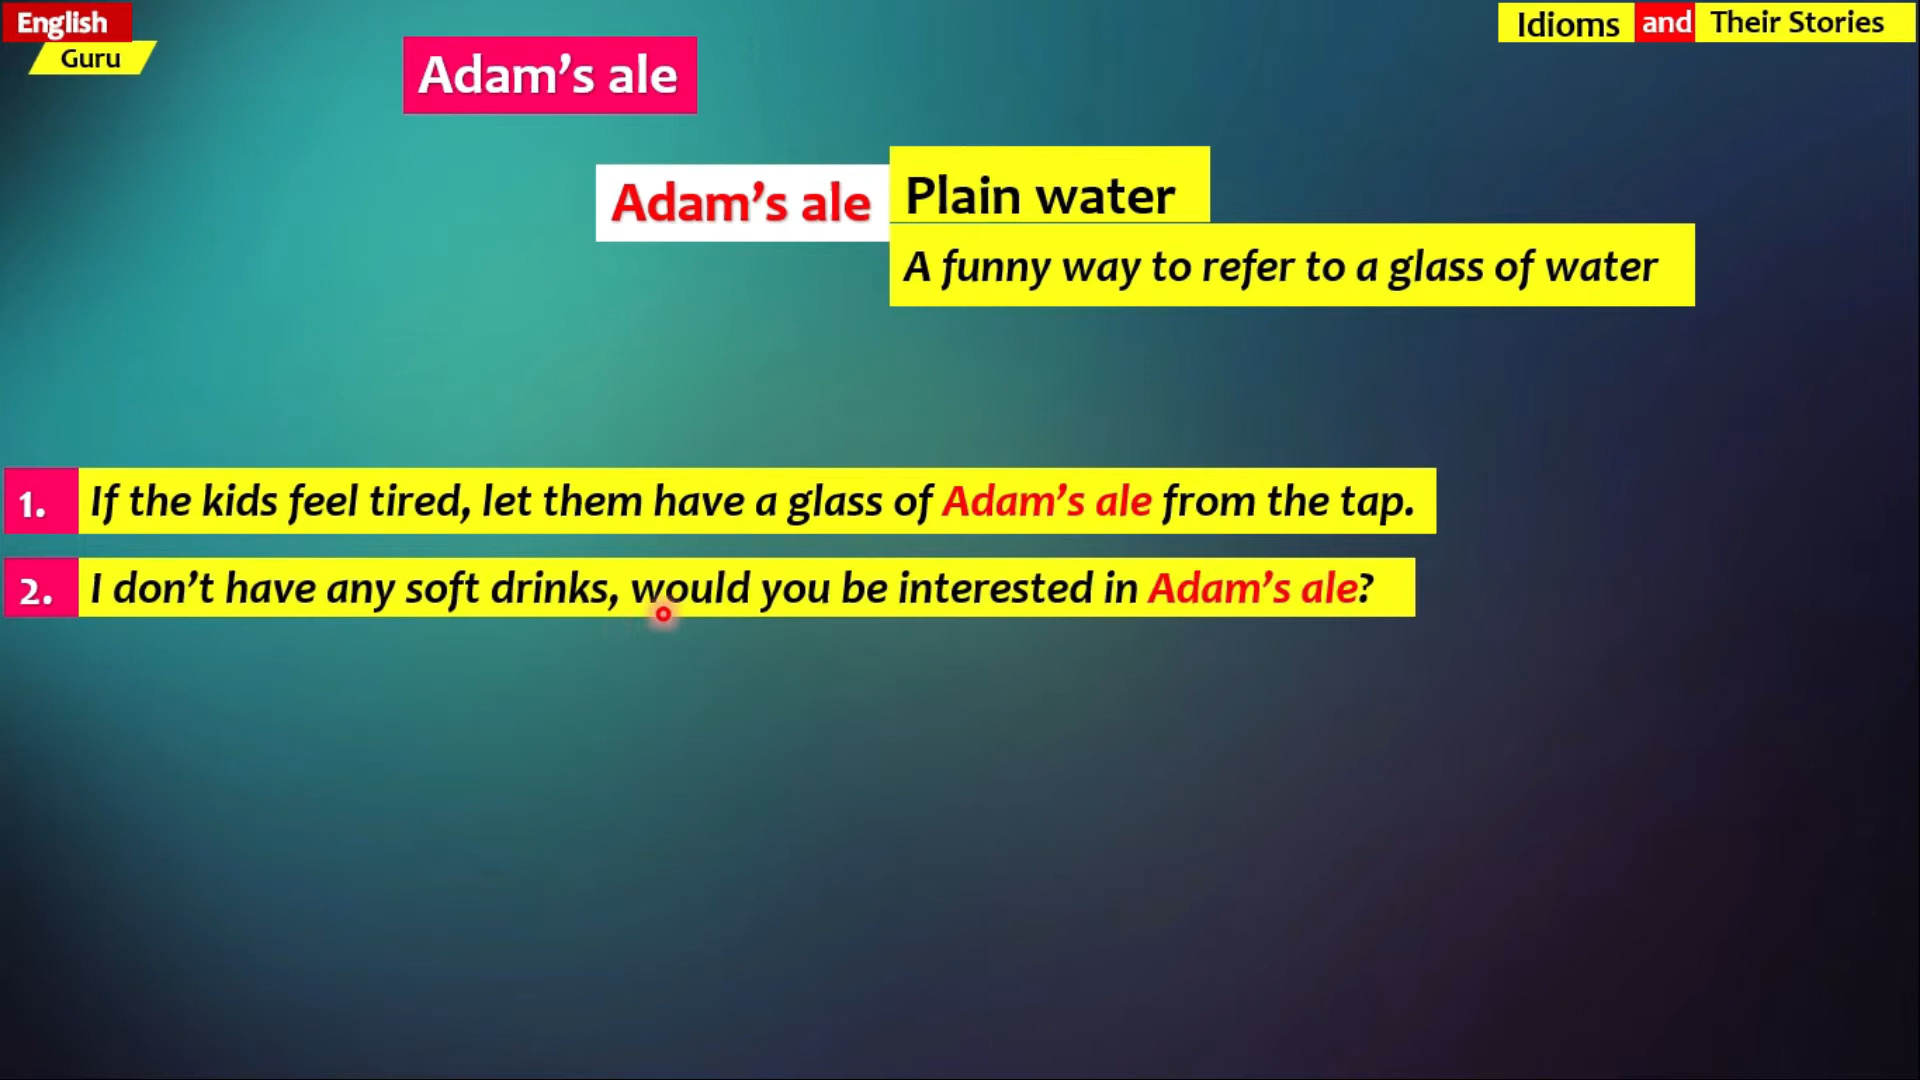 English
Guru
Idioms and Their Stories
Adam’s ale
Adam’s ale
Plain water
A funny way to refer to a glass of water
1. If the kids feel tired, let them have a glass of Adam’s ale from the tap.
2. I don’t have any soft drinks, would you be interested in Adam’s ale?